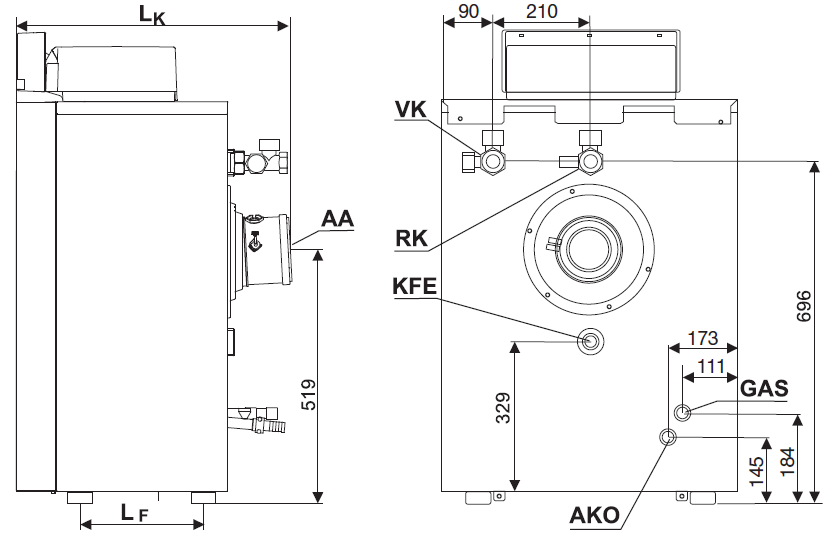 LK
90
210
VK
AA
RK
KFE
696
173
111
519
329
GAS
145
184
LF
AKO